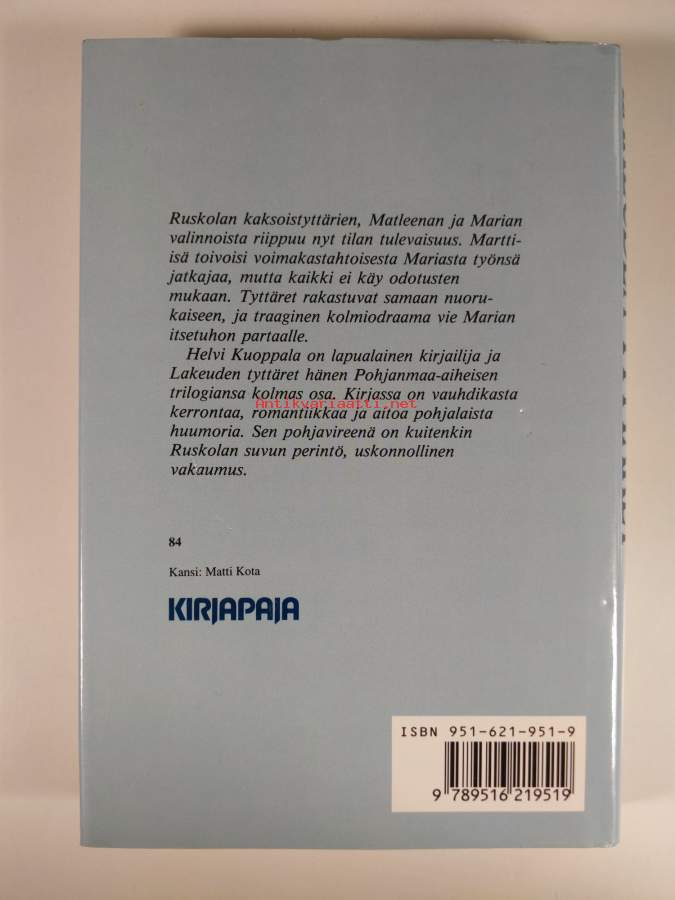 Ruskolan kaksoistyttärien, Matleenan ja Marian
valinnoista riippuu nyt tilan tulevaisuus. Martti-
isä toivoisi voimakastahtoisesta Mariasta työnsä
jatkajaa, mutta kaikki ei käy odotusten
mukaan. Tyttäret rakastuvat samaan nuoru-
kaiseen, ja traaginen kolmiodraama vie Marian
itsetuhon partaalle.
Helvi Kuoppala on lapualainen kirjailija ja
Lakeuden tyttäret hänen Pohjanmaa-aiheisen
trilogiansa kolmas osa. Kirjassa on vauhdikasta
Antikvariaatti.net
kerrontaa, romantiikkaa ja aitoa pohjalaista
huumoria. Sen pohjavireenä on kuitenkin
Ruskolan suvun perintö, uskonnollinen
vakaumus.
84
Kansi: Matti Kota
KIRJAPAJA
ISBN 951-621-951-9
9 789516 219519